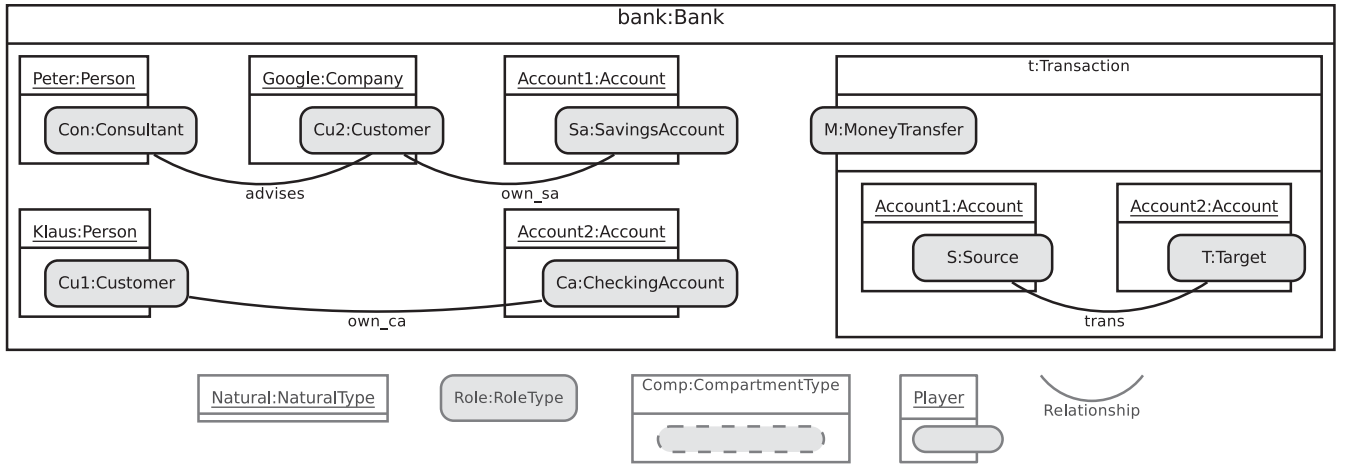 bank:Bank
Peter:Person
Google:Company
Account1:Account
t:Transaction
Con:Consultant
Cu2:Customer
Sa:SavingsAccount
M:MoneyTransfer
advises
own_sa
Klaus:Person
Account2:Account
Account1:Account
Account2:Account
Cu1:Customer
Ca:CheckingAccount
S:Source
T:Target
own_ca
trans
Natural:NaturalType
Role:RoleType
Comp:CompartmentType
Player
Relationship